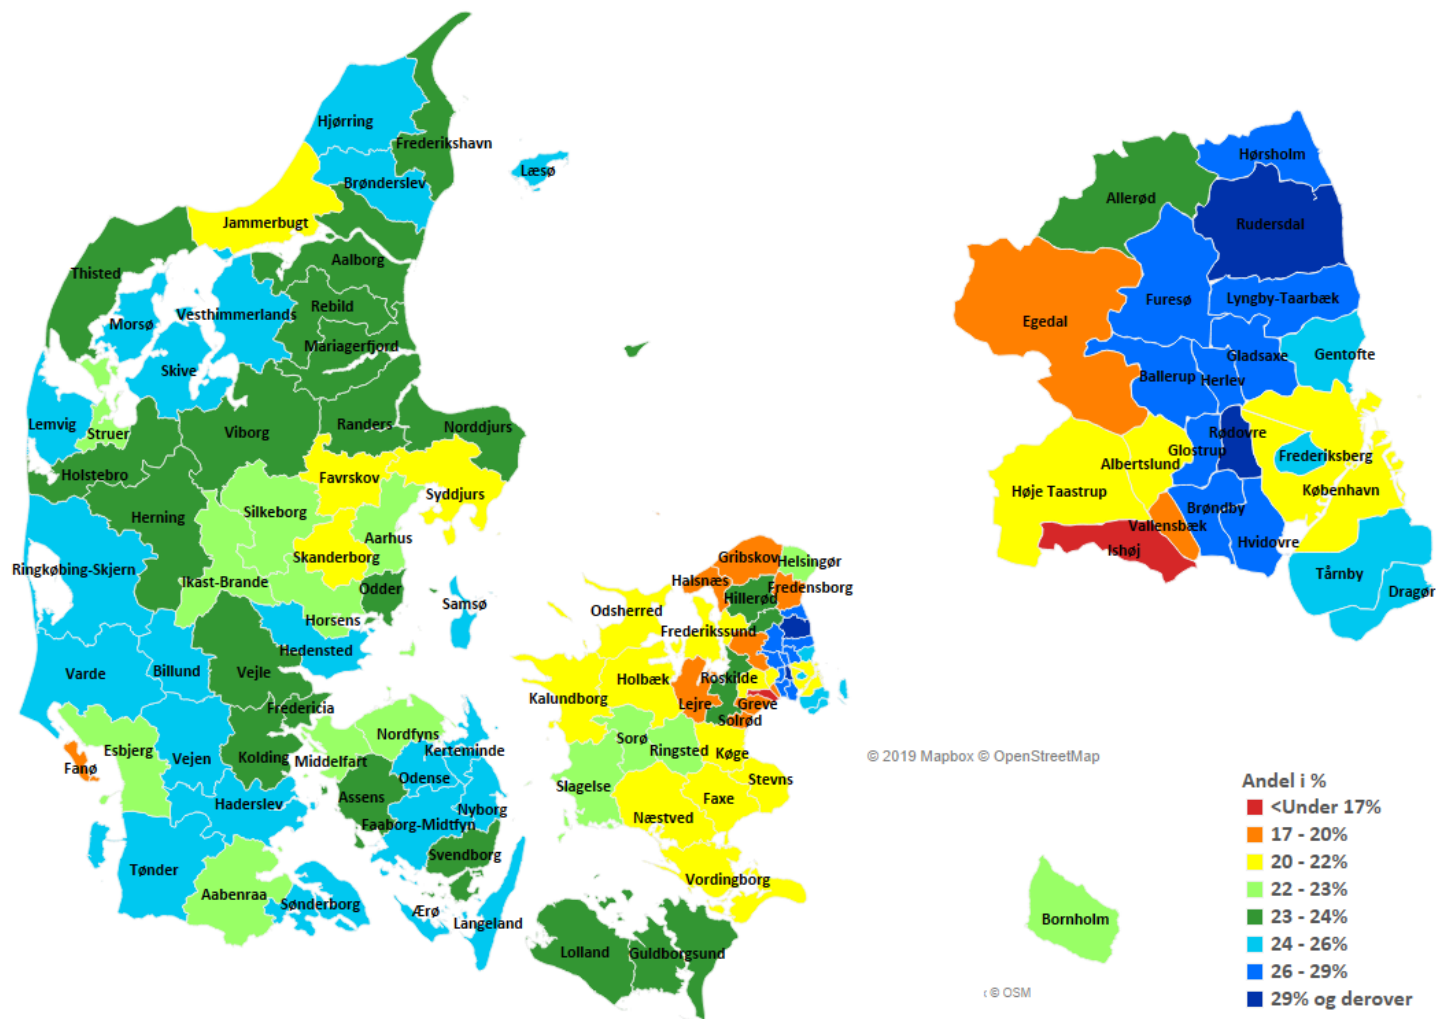 Hjørring
Frederikshavn
Læsø
Brønderslev
Jammerbugt
Aalborg
Thisted
Rebild
Vesthimmerlands
Morsø
Mariagerfjord
Skive
Lemvig
Struer
Viborg
Randers
Norddjurs
Holstebro
Favrskov
Syddjurs
Silkeborg
Herning
Aarhus
Skanderborg
Ringkøbing-Skjern
Ikast-Brande
Odder
Samsø
Horsens
Hedensted
Varde
Billund
Vejle
Fredericia
Esbjerg
Vejen
Kolding
Fanø
Middelfart
Nordfyns
Kerteminde
Odense
Haderslev
Assens
Nyborg
Faaborg-Midtfyn
Svendborg
Tønder
Aabenraa
Sønderborg
Ærø
Langeland
Gribskov
Helsingør
Halsnæs
Fredensborg
Hillerød
Odsherred
Frederikssund
Holbæk
Roskilde
Kalundborg
Lejre
Greve
Solrød
Sorø
Ringsted
Køge
Slagelse
Stevns
Faxe
Næstved
Vordingborg
Lolland
Guldborgsund
Hørsholm
Allerød
Rudersdal
Furesø
Lyngby-Taarbæk
Egedal
Gladsaxe
Gentofte
Ballerup
Herlev
Rødovre
Glostrup
Frederiksberg
Albertslund
Høje Taastrup
København
Brøndby
Vallensbæk
Hvidovre
Ishøj
Tårnby
Dragør
© 2019 Mapbox © OpenStreetMap
Bornholm
© OSM
Andel i %
<Under 17%
17 - 20%
20 - 22%
22 - 23%
23 - 24%
24 - 26%
26 - 29%
29% og derover